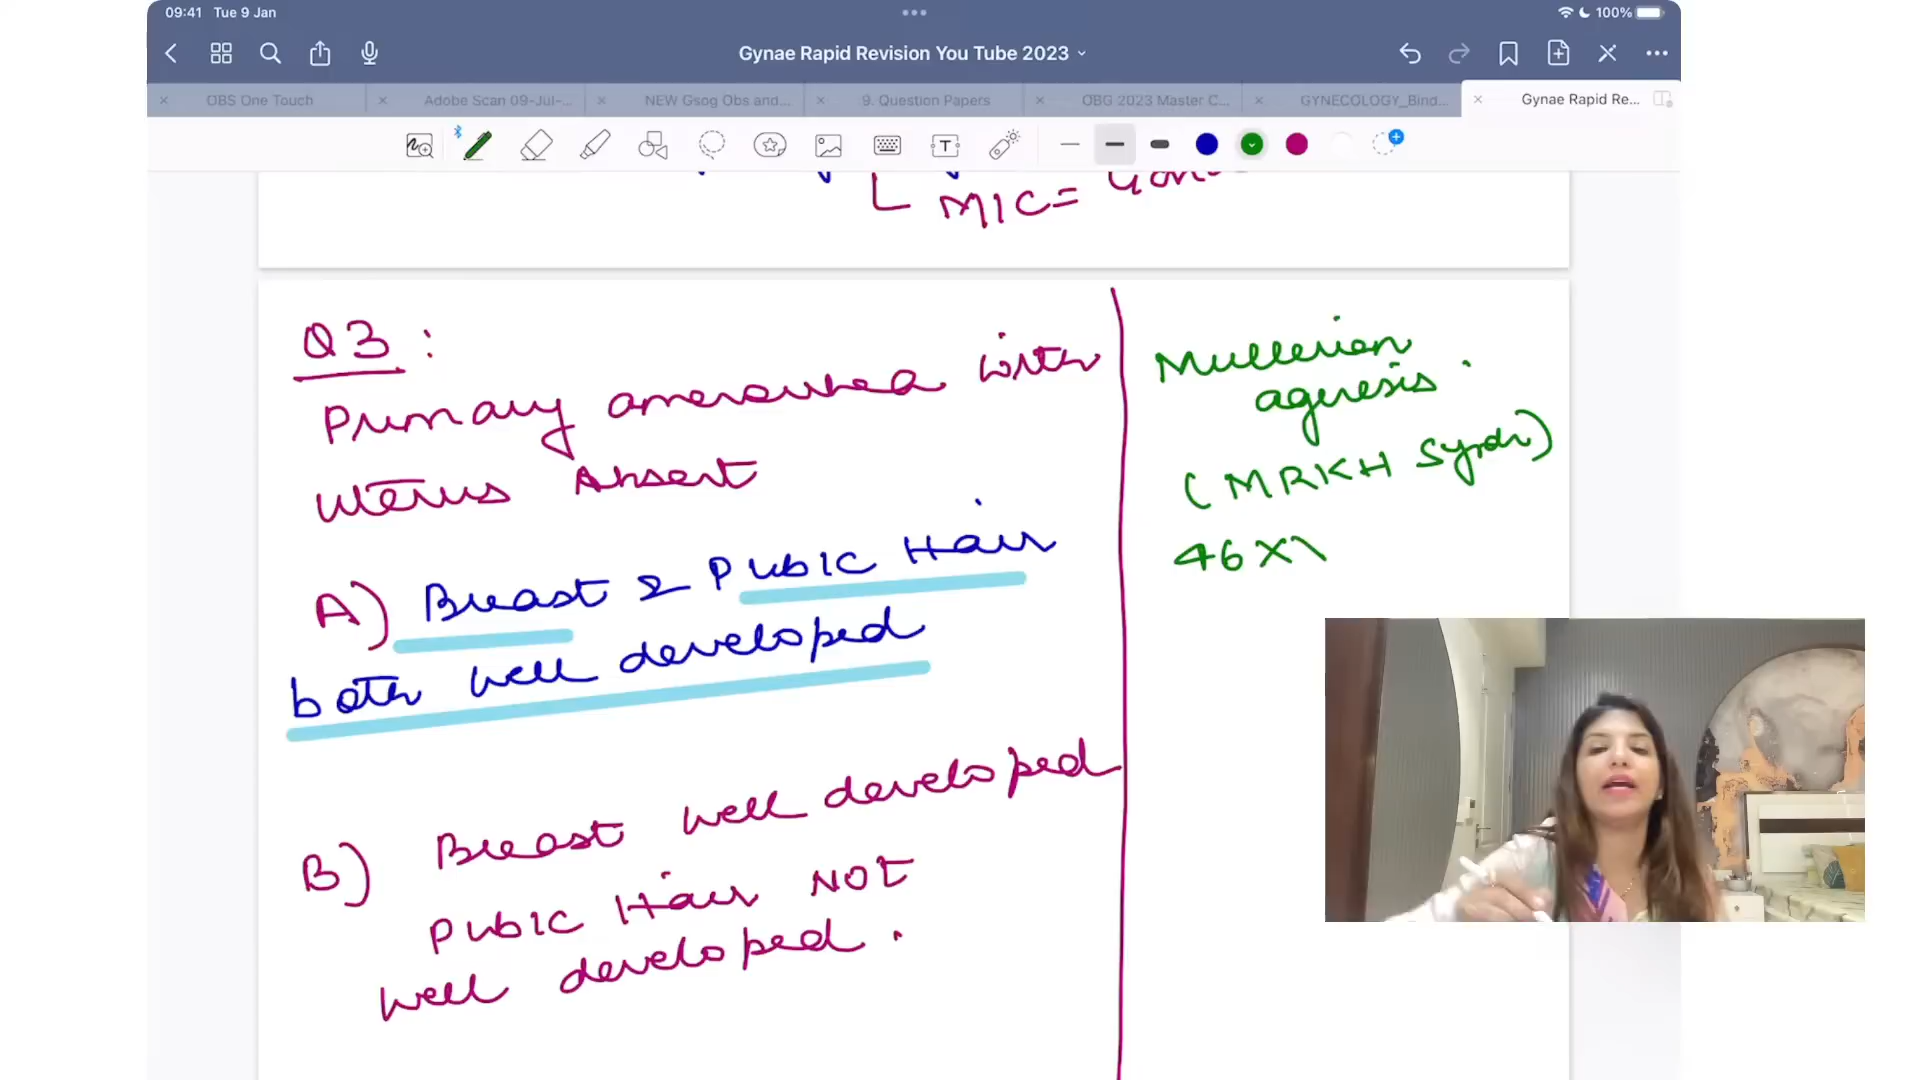 09:41 Tue 9 Jan
100%
Gynae Rapid Revision You Tube 2023
OBS One Touch
Adobe Scan 09-Jul-...
NEW Gsog Obs and...
9. Question Papers
OBG 2023 Master C...
GYNECOLOGY_Bind...
Gynae Rapid Re...
MIC =
Q3 :
Primary amenorrhea with
uterus Absent
A) Breast & Pubic Hair
both well developed
B) Breast well developed
Pubic Hair NOT
well developed.
Mullerian
agenesis.
(MRKH Syndr)
46 X